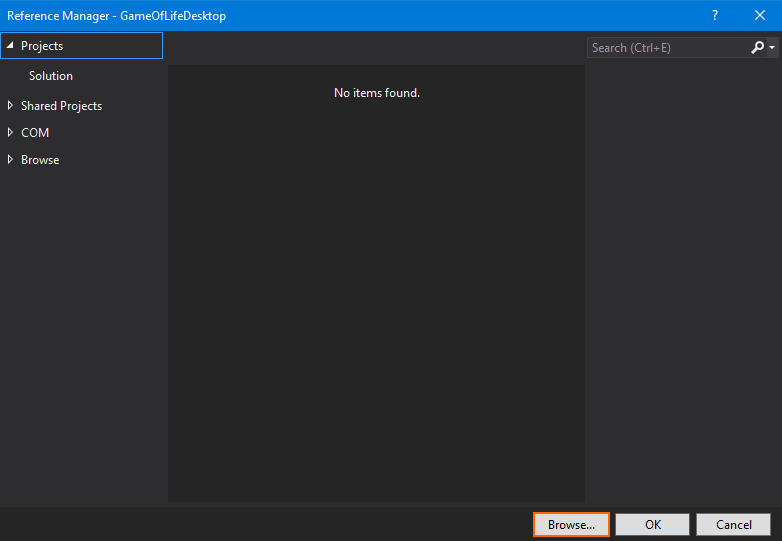 Reference Manager - GameOfLifeDesktop
?
Projects
Search (Ctrl+E)
Solution
No items found.
Shared Projects
COM
Browse
Browse...
OK
Cancel